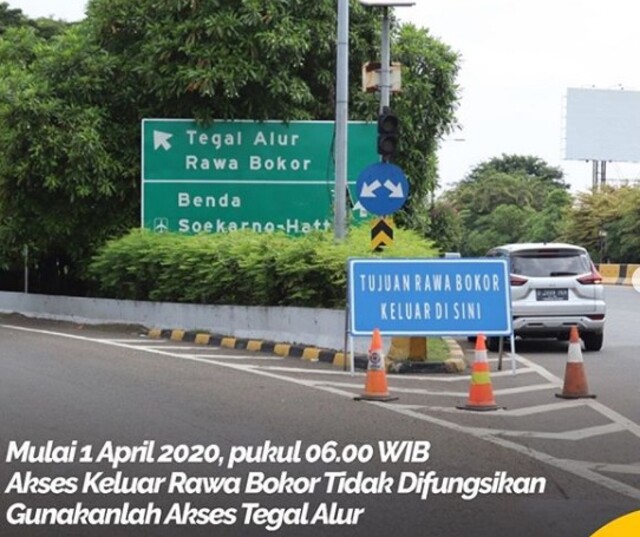 Tegal Alur
Rawa Bokor
Benda
Soekarno-Hatt
TUJUAN RAWA BOKOR
KELUAR DI SINI
Mulai 1 April 2020, pukul 06.00 WIB
Akses Keluar Rawa Bokor Tidak Difungsikan
Gunakanlah Akses Tegal Alur